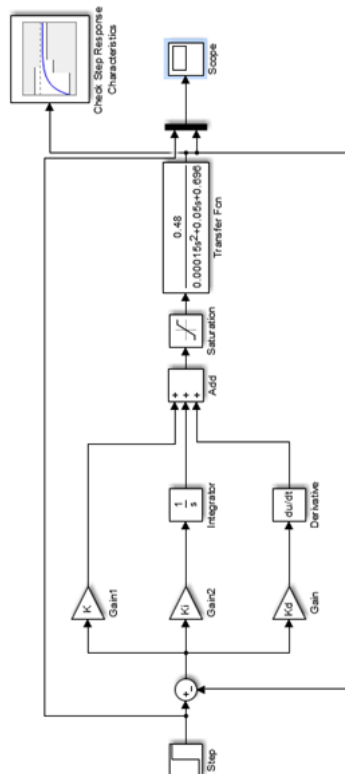 Step
+
-
K
Gain1
Ki
Gain2
Kd
Gain
1
s
Integrator
du/dt
Derivative
+
+
+
Add
Saturation
0.48
0.00015s²+0.05s+0.696
Transfer Fcn
Check Step Response
Characteristics
Scope